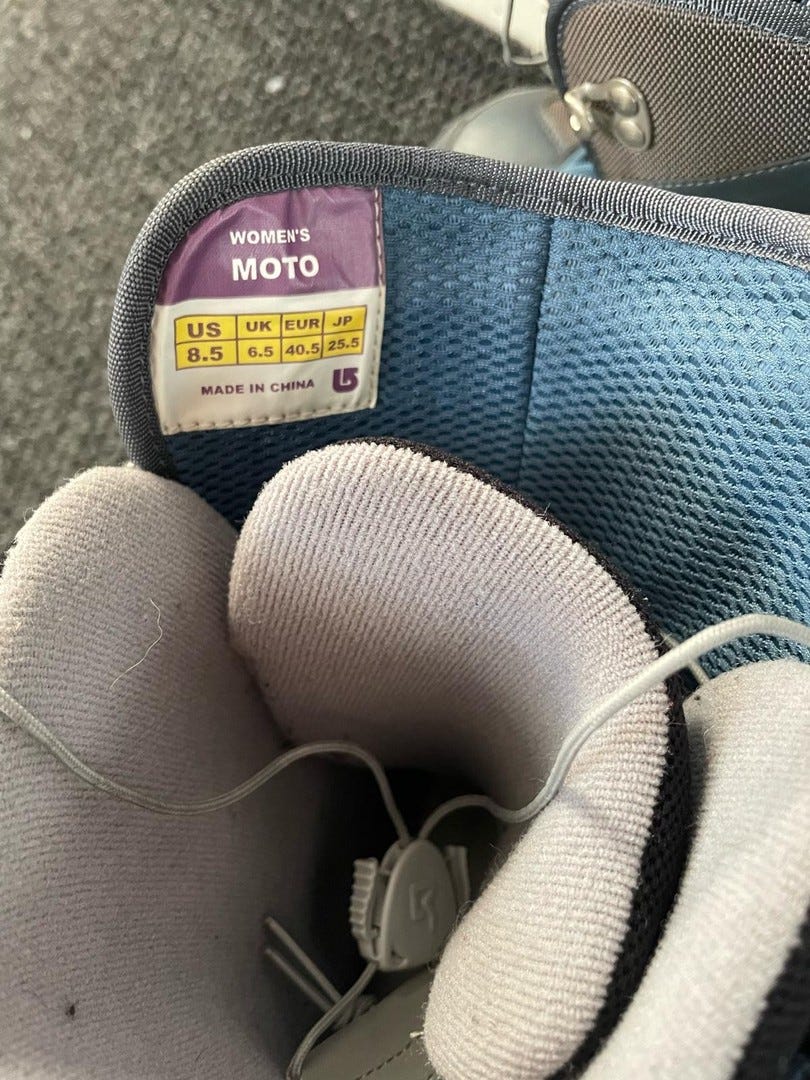 WOMEN'S
MOTO
US UK EUR JP
8.5 6.5 40.5 25.5
MADE IN CHINA